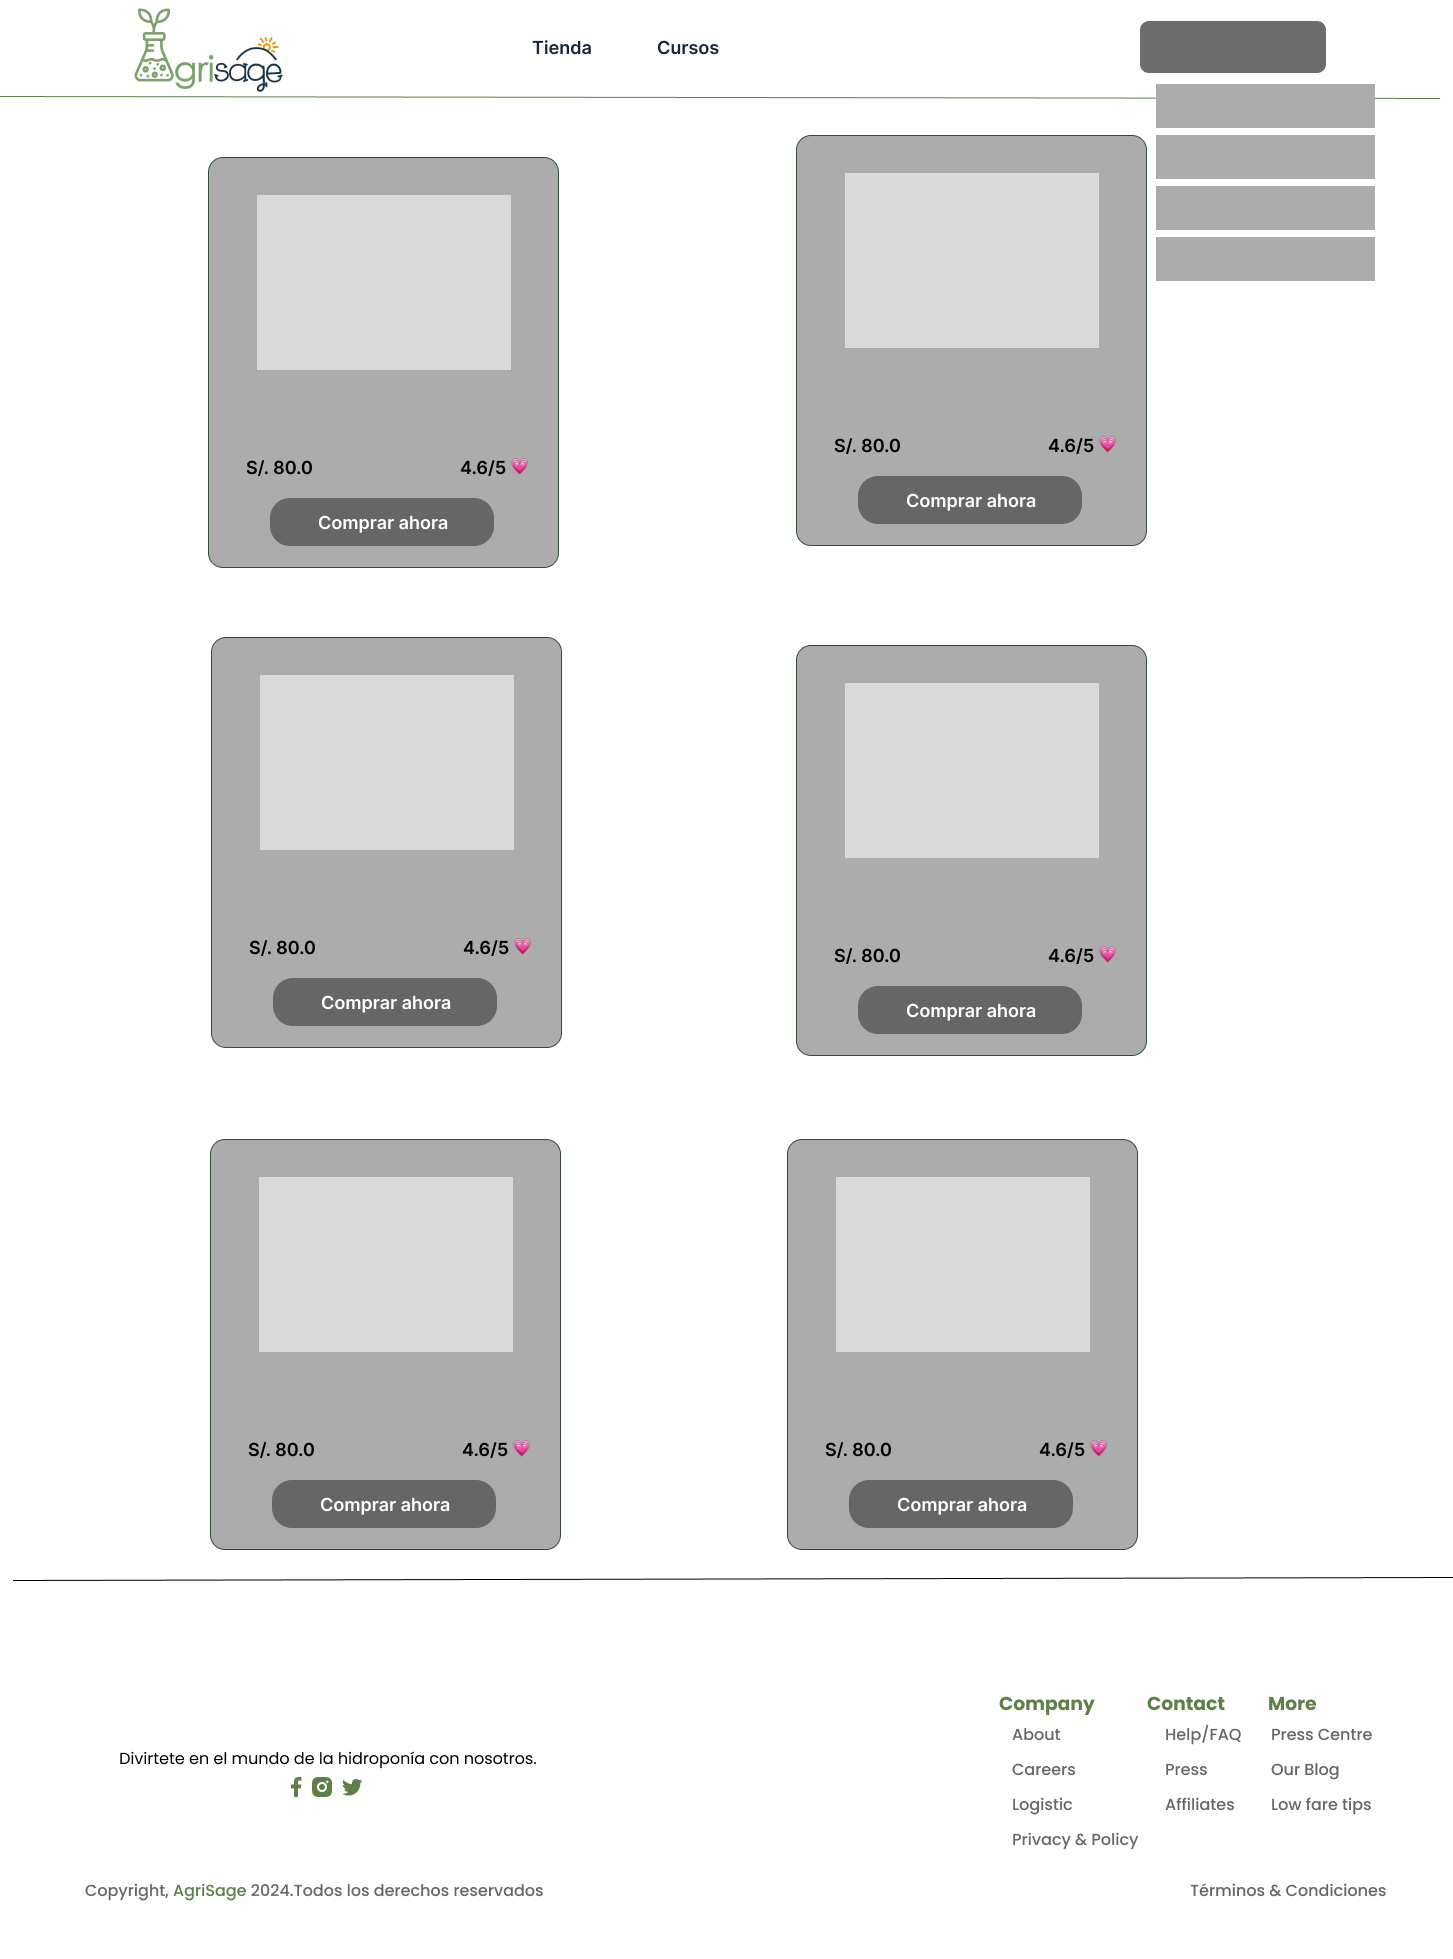 Agrisage
Tienda Cursos
S/. 80.0 4.6/5 💗
Comprar ahora
S/. 80.0 4.6/5 💗
Comprar ahora
S/. 80.0 4.6/5 💗
Comprar ahora
S/. 80.0 4.6/5 💗
Comprar ahora
S/. 80.0 4.6/5 💗
Comprar ahora
S/. 80.0 4.6/5 💗
Comprar ahora
Divirtete en el mundo de la hidroponía con nosotros.
Company
About
Careers
Logistic
Privacy & Policy
Contact
Help/FAQ
Press
Affiliates
More
Press Centre
Our Blog
Low fare tips
Copyright, AgriSage 2024.Todos los derechos reservados
Términos & Condiciones